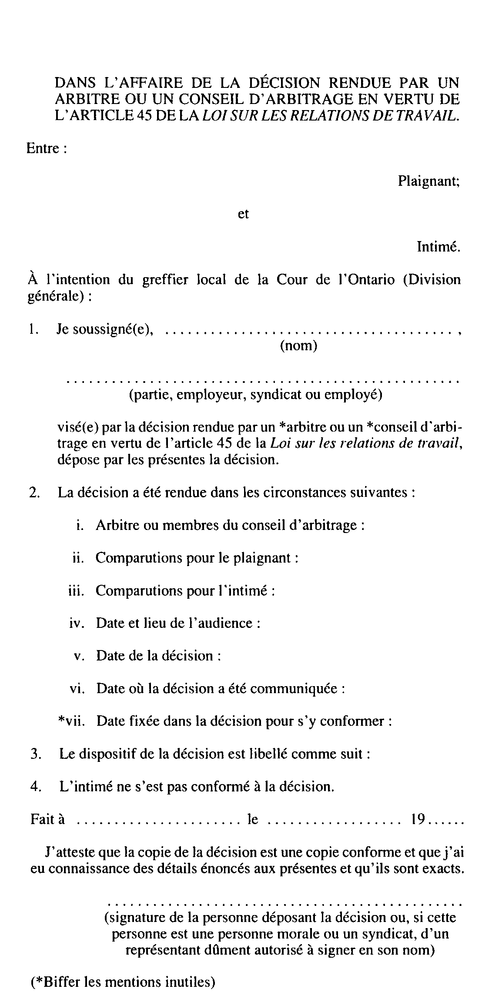 DANS L'AFFAIRE DE LA DÉCISION RENDUE PAR UN
ARBITRE OU UN CONSEIL D'ARBITRAGE EN VERTU DE
L'ARTICLE 45 DE LA LOI SUR LES RELATIONS DE TRAVAIL.
Entre :
Plaignant;
et
Intimé.
À l'intention du greffier local de la Cour de l'Ontario (Division
générale) :
1. Je soussigné(e), ...................................... ,
(nom)
....................................................
(partie, employeur, syndicat ou employé)
visé(e) par la décision rendue par un *arbitre ou un *conseil d'arbi-
trage en vertu de l'article 45 de la Loi sur les relations de travail,
dépose par les présentes la décision.
2. La décision a été rendue dans les circonstances suivantes :
i. Arbitre ou membres du conseil d'arbitrage :
ii. Comparutions pour le plaignant :
iii. Comparutions pour l'intimé :
iv. Date et lieu de l'audience :
v. Date de la décision :
vi. Date où la décision a été communiquée :
*vii. Date fixée dans la décision pour s'y conformer :
3. Le dispositif de la décision est libellé comme suit :
4. L'intimé ne s'est pas conformé à la décision.
Fait à ...................... le .................. 19......
J'atteste que la copie de la décision est une copie conforme et que j'ai
eu connaissance des détails énoncés aux présentes et qu'ils sont exacts.
...............................................
(signature de la personne déposant la décision ou, si cette
personne est une personne morale ou un syndicat, d'un
représentant dûment autorisé à signer en son nom)
(*Biffer les mentions inutiles)